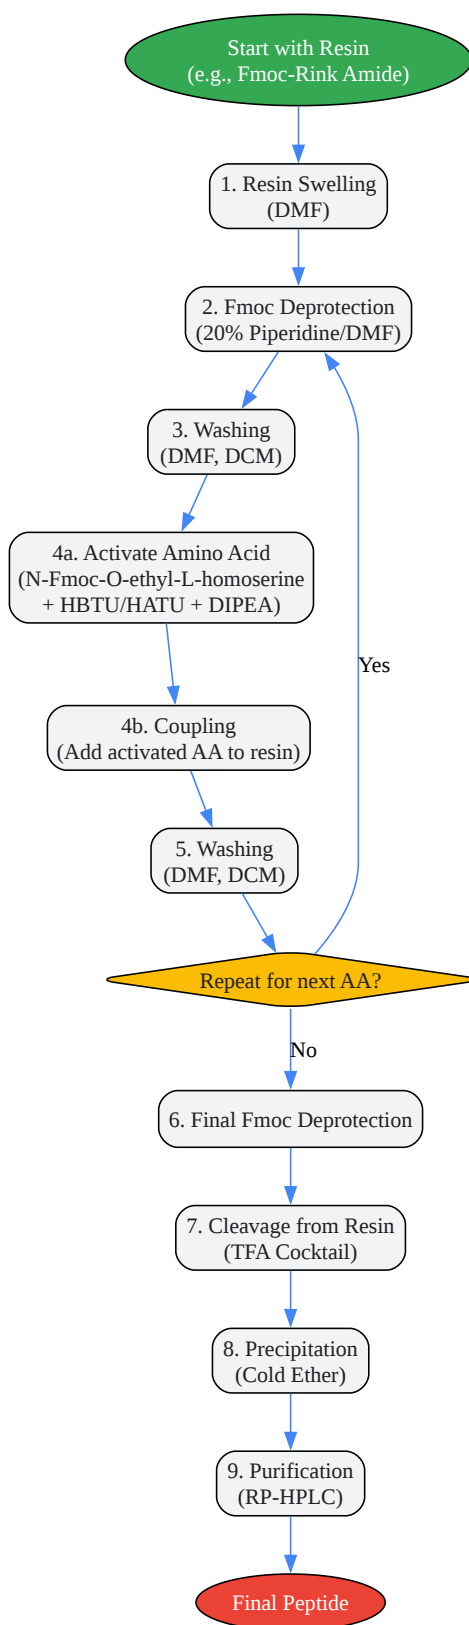 Start with Resin
(e.g., Fmoc-Rink Amide)
1. Resin Swelling
(DMF)
2. Fmoc Deprotection
(20% Piperidine/DMF)
3. Washing
(DMF, DCM)
4a. Activate Amino Acid
(N-Fmoc-O-ethyl-L-homoserine
+ HBTU/HATU + DIPEA)
Yes
4b. Coupling
(Add activated AA to resin)
5. Washing
(DMF, DCM)
Repeat for next AA?
No
6. Final Fmoc Deprotection
7. Cleavage from Resin
(TFA Cocktail)
8. Precipitation
(Cold Ether)
9. Purification
(RP-HPLC)
Final Peptide